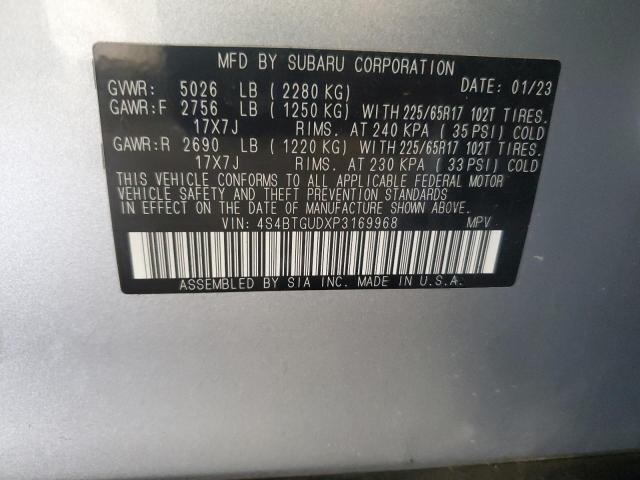 MFD BY SUBARU CORPORATION
GVWR: 5026 LB (2280 KG) DATE: 01/23
GAWR:F 2756 LB (1250 KG) WITH 225/65R17 102T TIRES.
17X7J RIMS. AT 240 KPA (35 PSI) COLD
GAWR:R 2690 LB (1220 KG) WITH 225/65R17 102T TIRES.
17X7J RIMS. AT 230 KPA (33 PSI) COLD
THIS VEHICLE CONFORMS TO ALL APPLICABLE FEDERAL MOTOR
VEHICLE SAFETY AND THEFT PREVENTION STANDARDS
IN EFFECT ON THE DATE OF MANUFACTURE SHOWN ABOVE.
VIN: 4S4BTGUDXP3169968 MPV
ASSEMBLED BY SIA INC. MADE IN U.S.A.